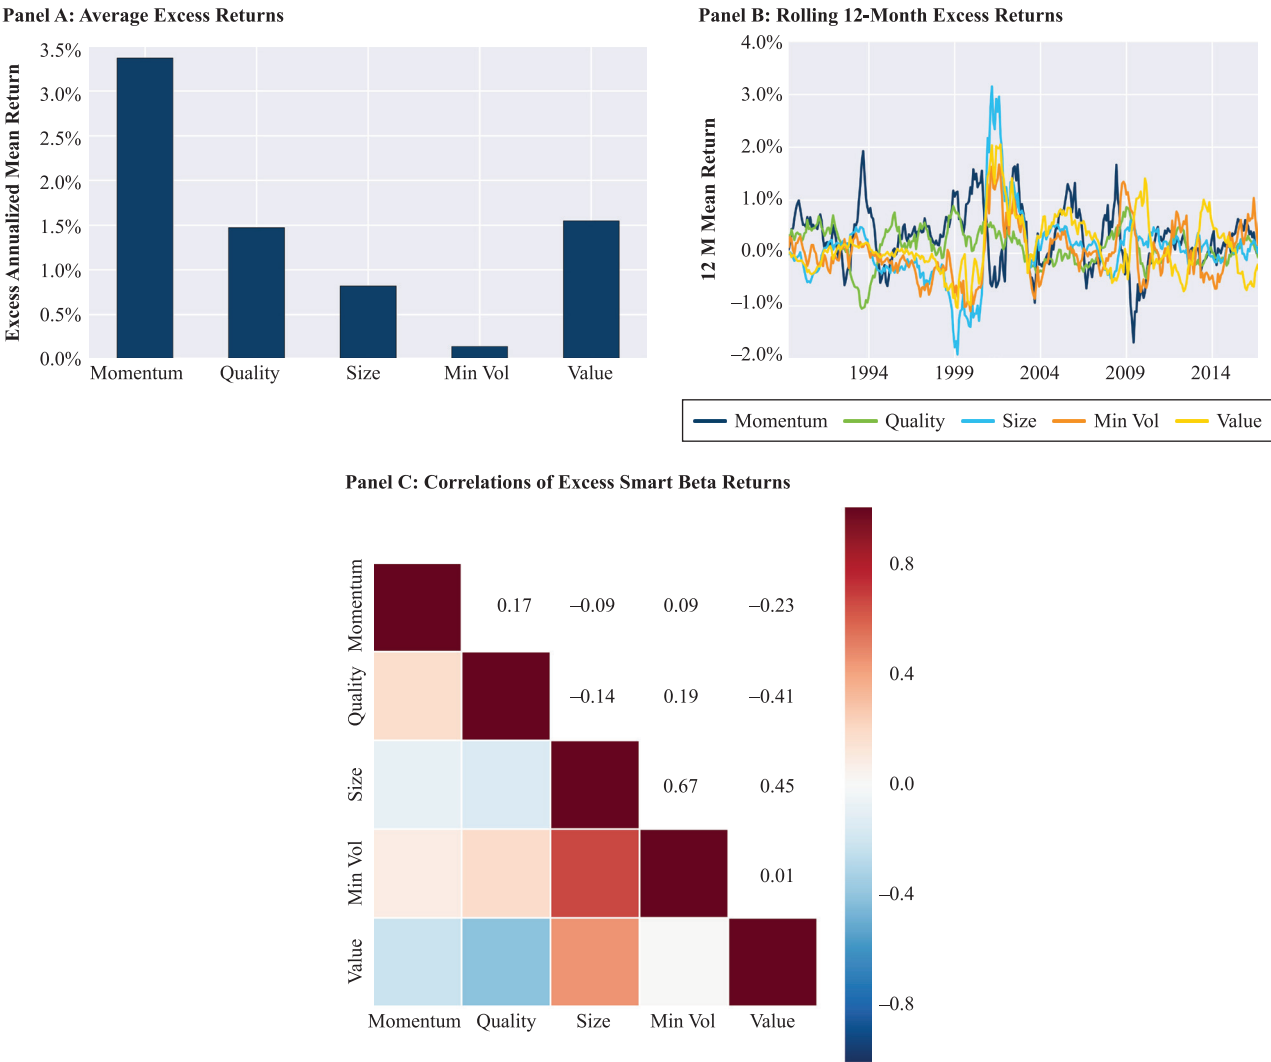 Panel A: Average Excess Returns
Excess Annualized Mean Return
3.5%
3.0%
2.5%
2.0%
1.5%
1.0%
0.5%
0.0%
Momentum Quality Size Min Vol Value
Panel B: Rolling 12-Month Excess Returns
12 M Mean Return
4.0%
3.0%
2.0%
1.0%
0.0%
–1.0%
–2.0%
1994 1999 2004 2009 2014
Momentum Quality Size Min Vol Value
Panel C: Correlations of Excess Smart Beta Returns
Momentum 0.17 –0.09 0.09 –0.23
Quality –0.14 0.19 –0.41
Size 0.67 0.45
Min Vol 0.01
Value
Momentum Quality Size Min Vol Value
0.8
0.4
0.0
–0.4
–0.8